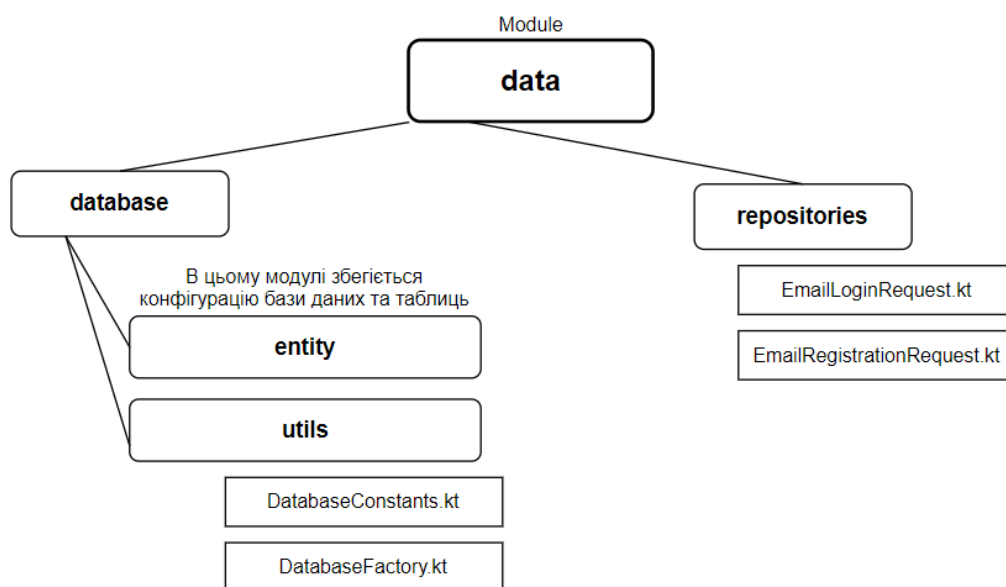 Module
data
database
repositories
В цьому модулі збегіється
конфігурацію бази даних та таблиць
entity
utils
DatabaseConstants.kt
DatabaseFactory.kt
EmailLoginRequest.kt
EmailRegistrationRequest.kt